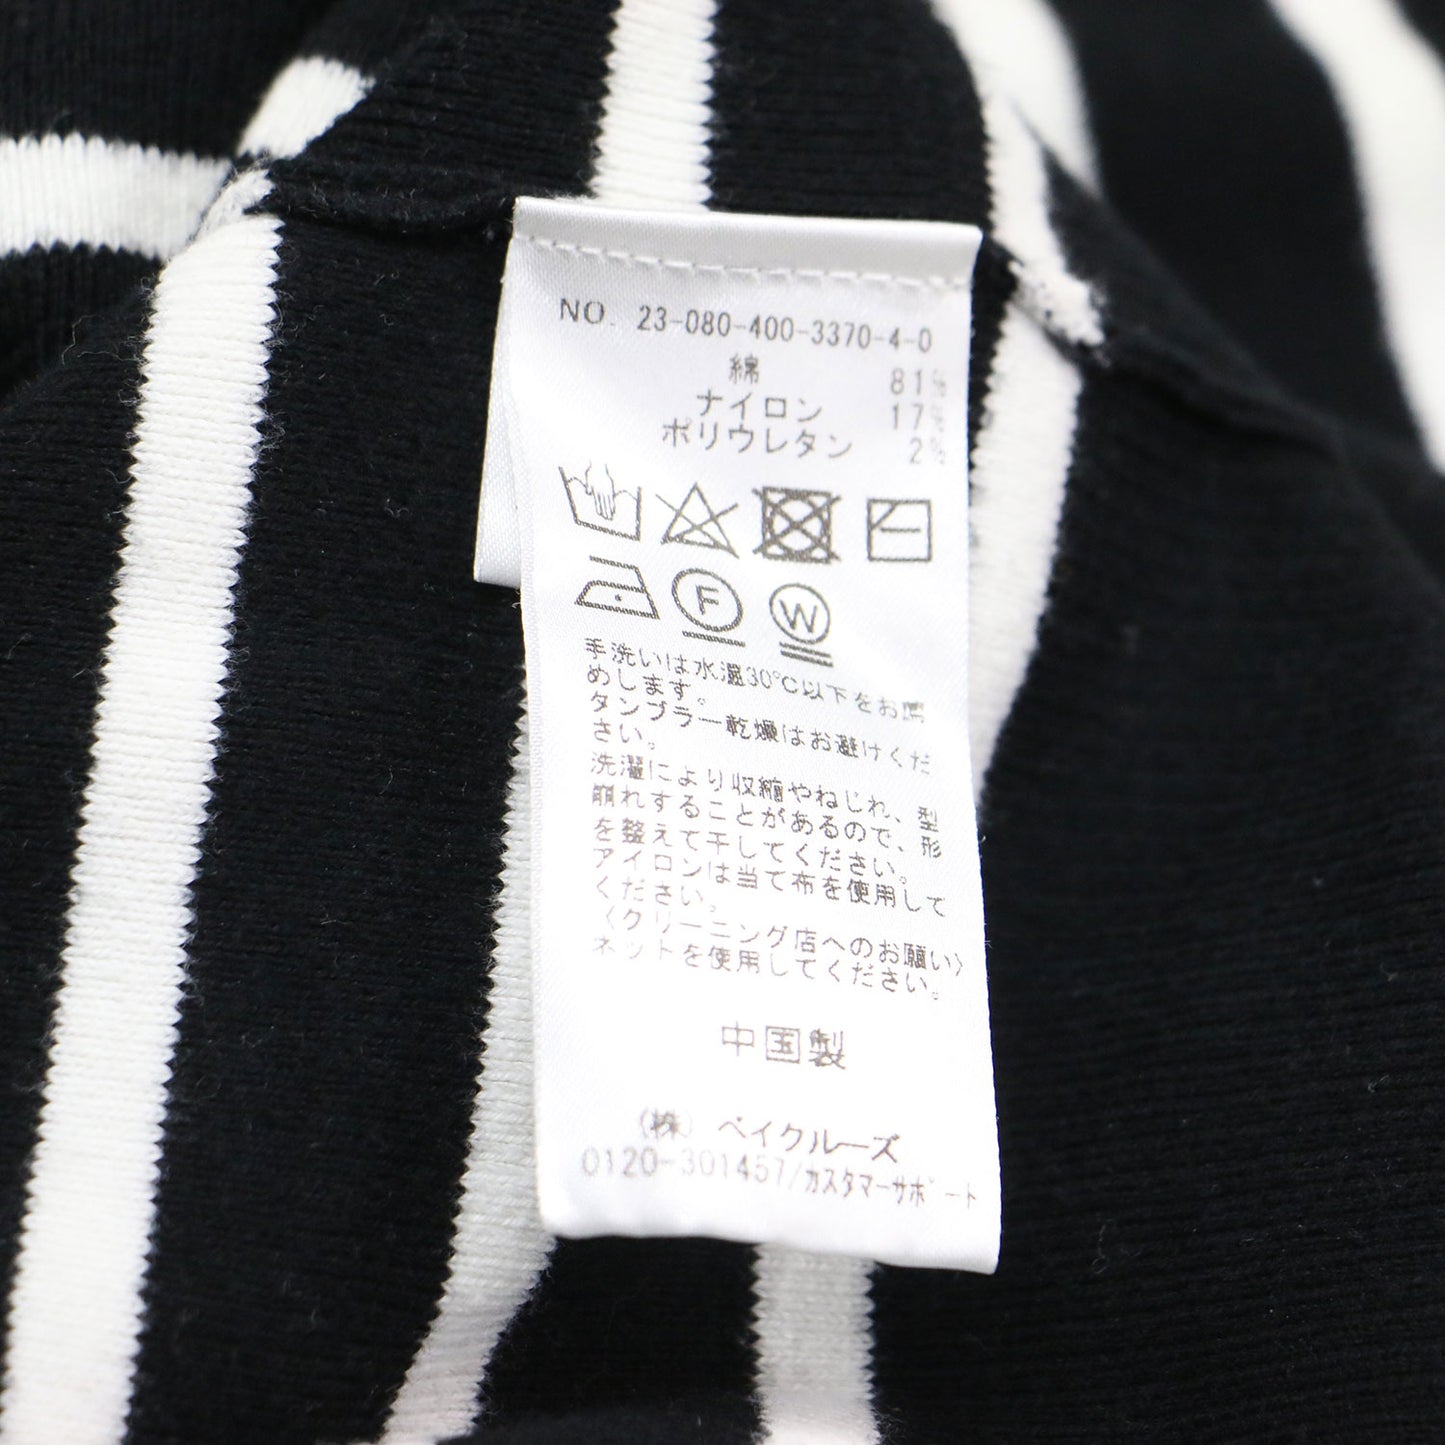 NO. 23-080-400-3370-4-0
綿 81%
ナイロン 17%
ポリウレタン 2%
F W
手洗いは水温30℃以下をお薦
めします。
タンブラー乾燥はお避けくだ
さい。
洗濯により収縮やねじれ、型
崩れすることがあるので、形
を整えて干してください。
アイロンは当て布を使用して
ください。
〈クリーニング店へのお願い〉
ネットを使用してください。
中国製
(株) ベイクルーズ
0120-301457/カスタマーサポート